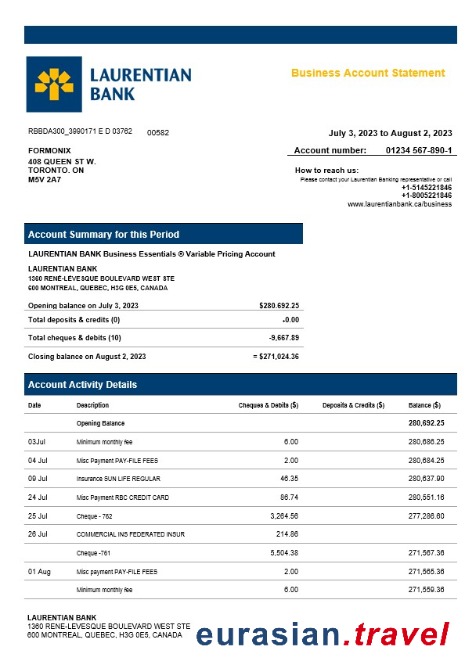 LAURENTIAN
BANK
Business Account Statement
RBBDA300_3990171 E D 03762 00582
July 3, 2023 to August 2, 2023
FORMONIX
Account number: 01234 567-890-1
408 QUEEN ST W.
TORONTO. ON
M5V 2A7
How to reach us:
Please contact your Laurentian Banking representative or call
+1-5145221846
+1-8005221846
www.laurentianbank.ca/business
Account Summary for this Period
LAURENTIAN BANK Business Essentials ® Variable Pricing Account
LAURENTIAN BANK
1360 RENÉ-LÉVESQUE BOULEVARD WEST STE
600 MONTREAL, QUEBEC, H3G 0E5, CANADA
Opening balance on July 3, 2023 $280.692.25
Total deposits & credits (0) .0.00
Total cheques & debits (10) -9,667.89
Closing balance on August 2, 2023 = $271,024.36
Account Activity Details
Date Description Cheques & Debits ($) Deposits & Credits ($) Balance ($)
Opening Balance 280,692.25
03Jul Minimum monthly fee 6.00 280,686.25
04 Jul Misc Payment PAY-FILE FEES 2.00 280,684.25
09 Jul Insurance SUN LIFE REGULAR 46.35 280,637.90
24 Jul Misc Payment RBC CREDIT CARD 86.74 280,551.16
25 Jul Cheque - 762 3,264.56 277,286.60
26 Jul COMMERCIAL INS FEDERATED INSUR 214.86
Cheque -761 5,504.38 271,567.36
01 Aug Misc payment PAY-FILE FEES 2.00 271,565.36
Minimum monthly fee 6.00 271,559.36
LAURENTIAN BANK
1360 RENÉ-LÉVESQUE BOULEVARD WEST STE
600 MONTREAL, QUEBEC, H3G 0E5, CANADA
eurasian.travel